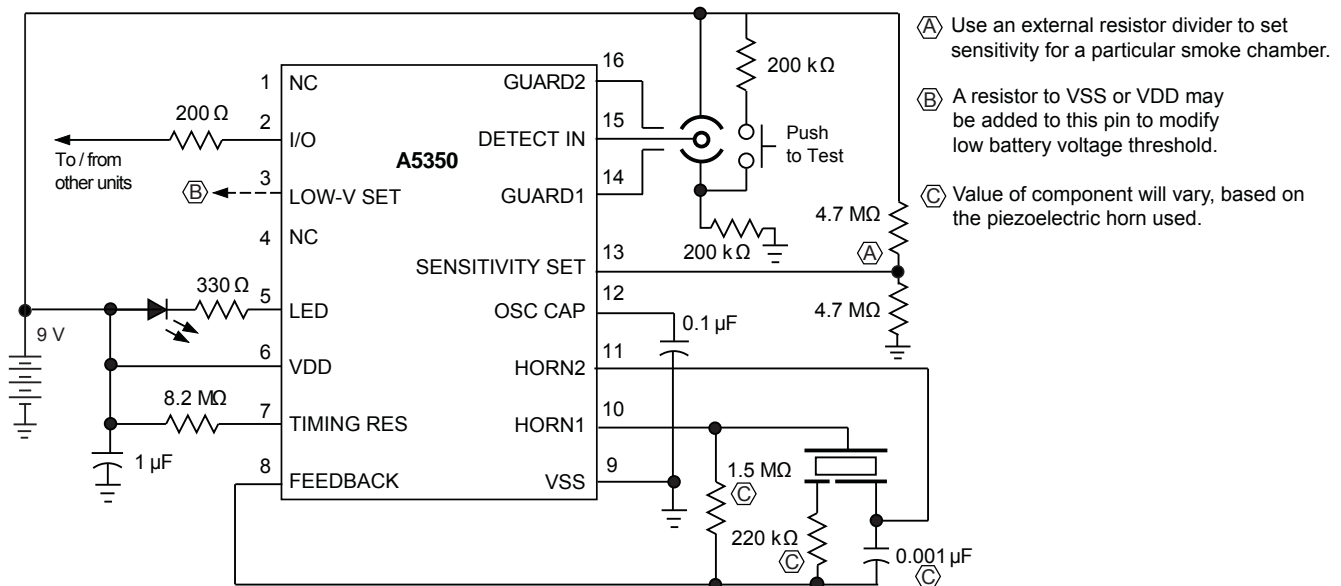 A Use an external resistor divider to set
sensitivity for a particular smoke chamber.
B A resistor to VSS or VDD may
be added to this pin to modify
low battery voltage threshold.
C Value of component will vary, based on
the piezoelectric horn used.
A5350
1 NC
200 Ω
2 I/O
To / from
other units
B
3 LOW-V SET
4 NC
330 Ω
5 LED
9 V
6 VDD
8.2 MΩ
7 TIMING RES
1 µF
8 FEEDBACK
16
GUARD2
15
DETECT IN
14
GUARD1
200 kΩ
Push
to Test
200 kΩ
13
SENSITIVITY SET
4.7 MΩ
A
4.7 MΩ
12
OSC CAP
0.1 µF
11
HORN2
10
HORN1
9
VSS
1.5 MΩ
C
220 kΩ
C
0.001 µF
C